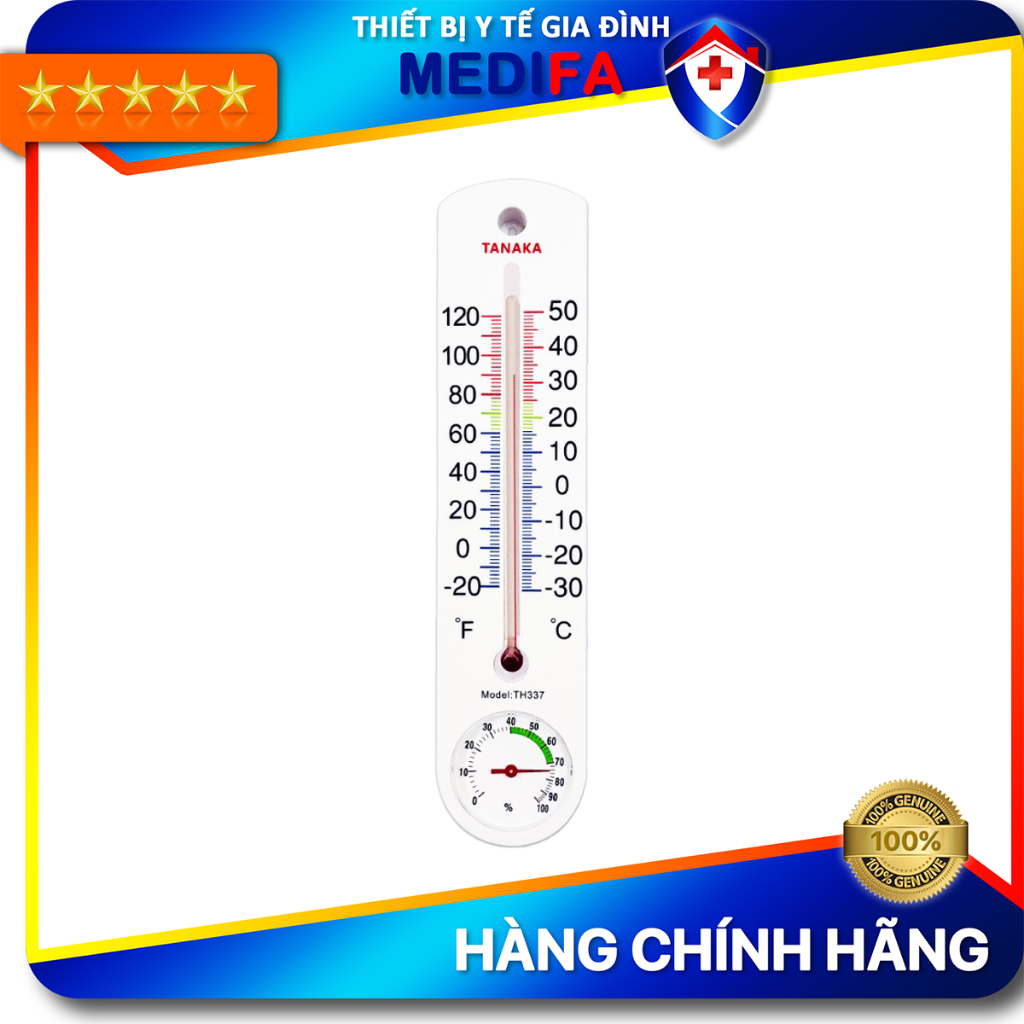 THIẾT BỊ Y TẾ GIA ĐÌNH
MEDIFA
TANAKA
120 50
100 40
80 30
60 20
40 10
20 0
0 -10
-20 -20
-30
°F °C
Model:TH337
0 10 20 30 40 50 60 70 80 90 100
%
100% GENUINE
100%
100% GENUINE
HÀNG CHÍNH HÃNG